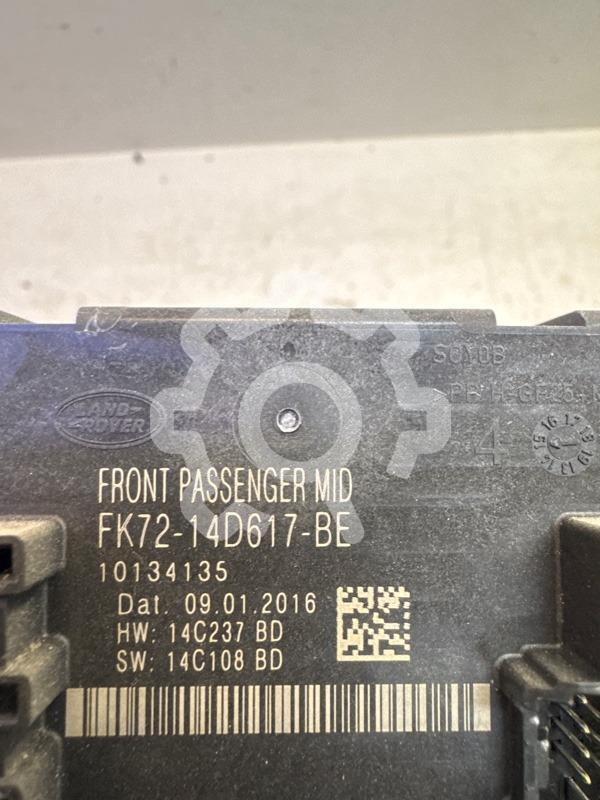 LAND-
ROVER
FRONT PASSENGER MID
FK72-14D617-BE
10134135
Dat. 09.01.2016
HW: 14C237 BD
SW: 14C108 BD
4